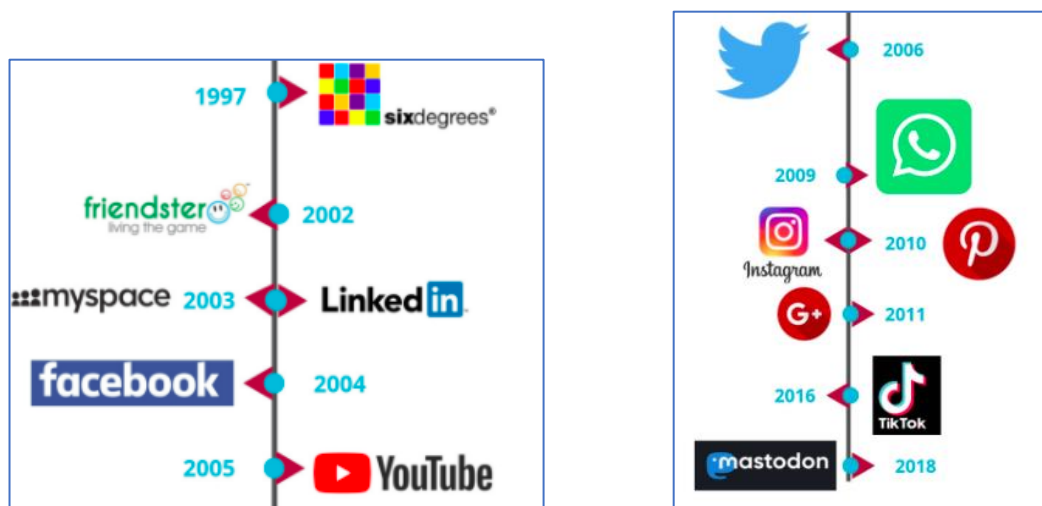 1997
sixdegrees®
friendster
living the game
2002
myspace 2003 Linked in
facebook
2004
2005
YouTube
2006
2009
Instagram
2010
G+
2011
2016
TikTok
mastodon
2018